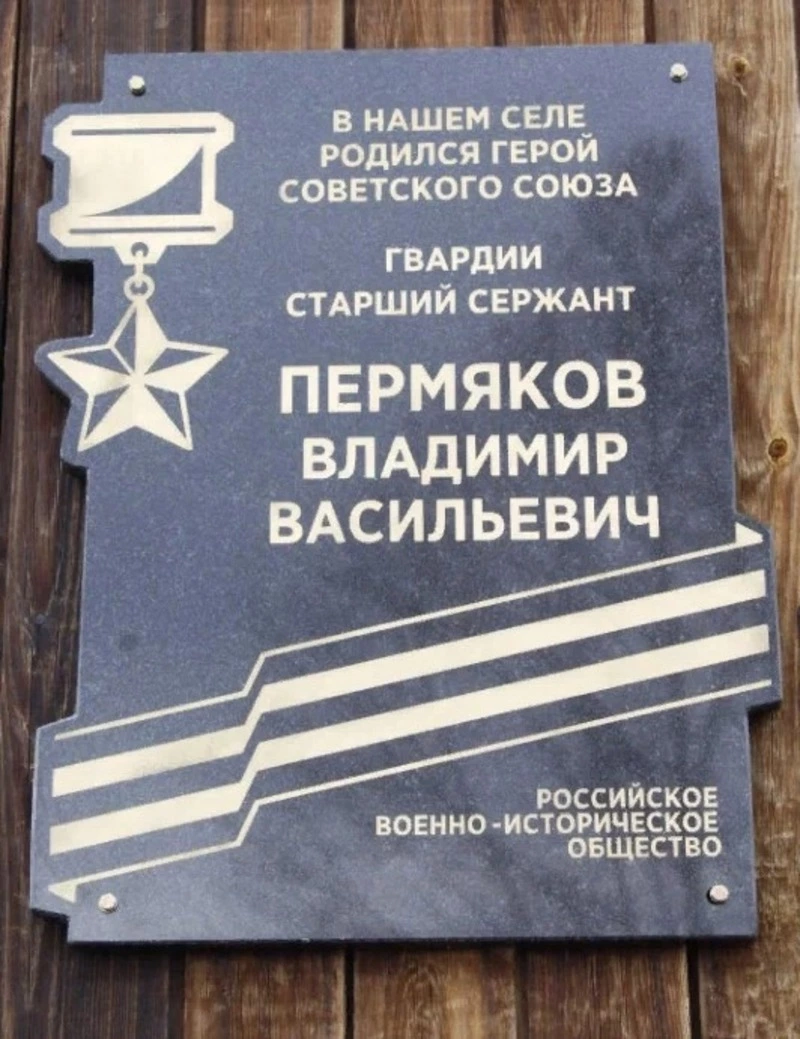 В НАШЕМ СЕЛЕ
РОДИЛСЯ ГЕРОЙ
СОВЕТСКОГО СОЮЗА
ГВАРДИИ
СТАРШИЙ СЕРЖАНТ
ПЕРМЯКОВ
ВЛАДИМИР
ВАСИЛЬЕВИЧ
РОССИЙСКОЕ
ВОЕННО-ИСТОРИЧЕСКОЕ
ОБЩЕСТВО